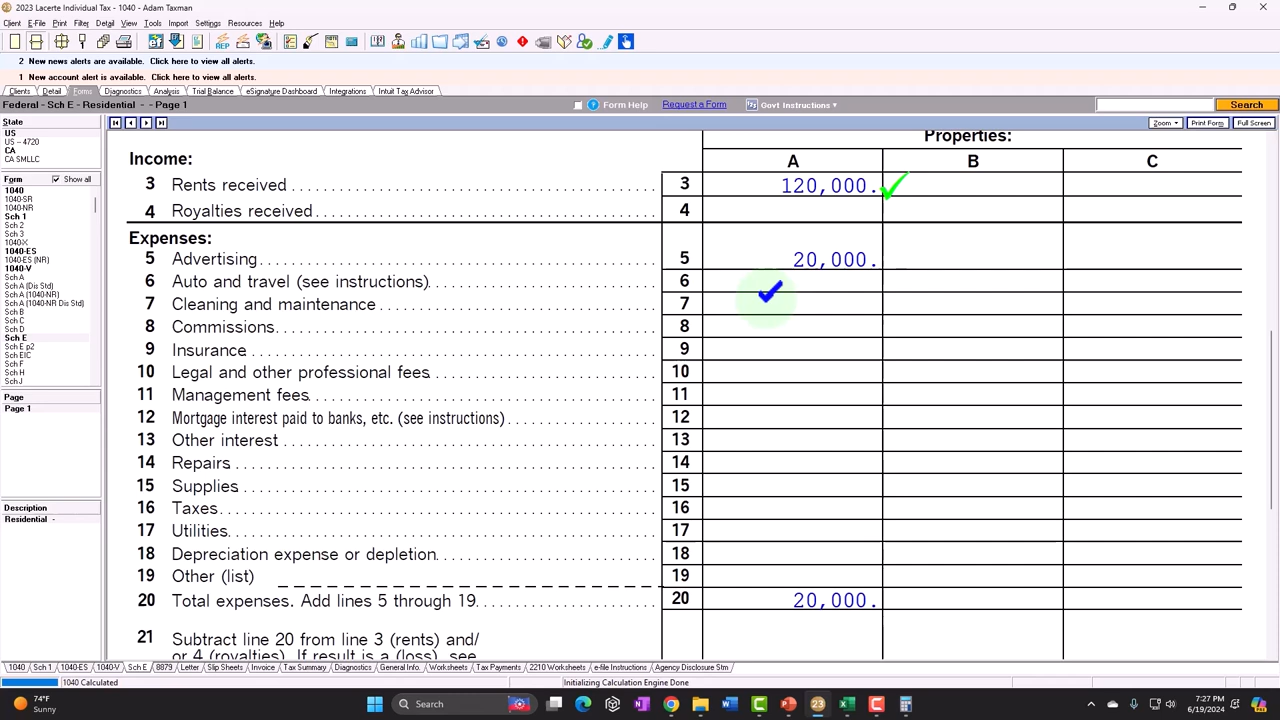 2023 Lacerte Individual Tax - 1040 - Adam Taxman
Client E-File Print Filter Detail View Tools Import Settings Resources Help
2 New news alerts are available. Click here to view all alerts.
1 New account alert is available. Click here to view all alerts.
Clients Detail Forms Diagnostics Analysis Trial Balance eSignature Dashboard Integrations Intuit Tax Advisor
Federal - Sch E - Residential - - Page 1 Form Help Request a Form Govt Instructions Search
Zoom Print Form Full Screen
State
US
US - 4720
CA
CA SMLLC
Form Show all
1040
1040-SR
1040-NR
Sch 1
Sch 2
Sch 3
1040-X
1040-ES
1040-ES (NR)
1040-V
Sch A
Sch A (Dis Std)
Sch A (1040-NR)
Sch A (1040-NR Dis Std)
Sch B
Sch C
Sch D
Sch E
Sch E p2
Sch EIC
Sch F
Sch H
Sch J
Page
Page 1
Description
Residential -
Properties:
Income: A B C
3 Rents received 3 120,000.
4 Royalties received 4
Expenses:
5 Advertising 5 20,000.
6 Auto and travel (see instructions) 6
7 Cleaning and maintenance 7
8 Commissions 8
9 Insurance 9
10 Legal and other professional fees 10
11 Management fees 11
12 Mortgage interest paid to banks, etc. (see instructions) 12
13 Other interest 13
14 Repairs 14
15 Supplies 15
16 Taxes 16
17 Utilities 17
18 Depreciation expense or depletion 18
19 Other (list) 19
20 Total expenses. Add lines 5 through 19 20 20,000.
21 Subtract line 20 from line 3 (rents) and/
or 4 (royalties). If result is a (loss), see
1040 Sch 1 1040-ES 1040-V Sch E 8879 Letter Slip Sheets Invoice Tax Summary Diagnostics General Info. Worksheets Tax Payments 2210 Worksheets e-file Instructions Agency Disclosure Stm
1040 Calculated Initializing Calculation Engine Done
74°F
Sunny
Search
23
7:27 PM
6/19/2024